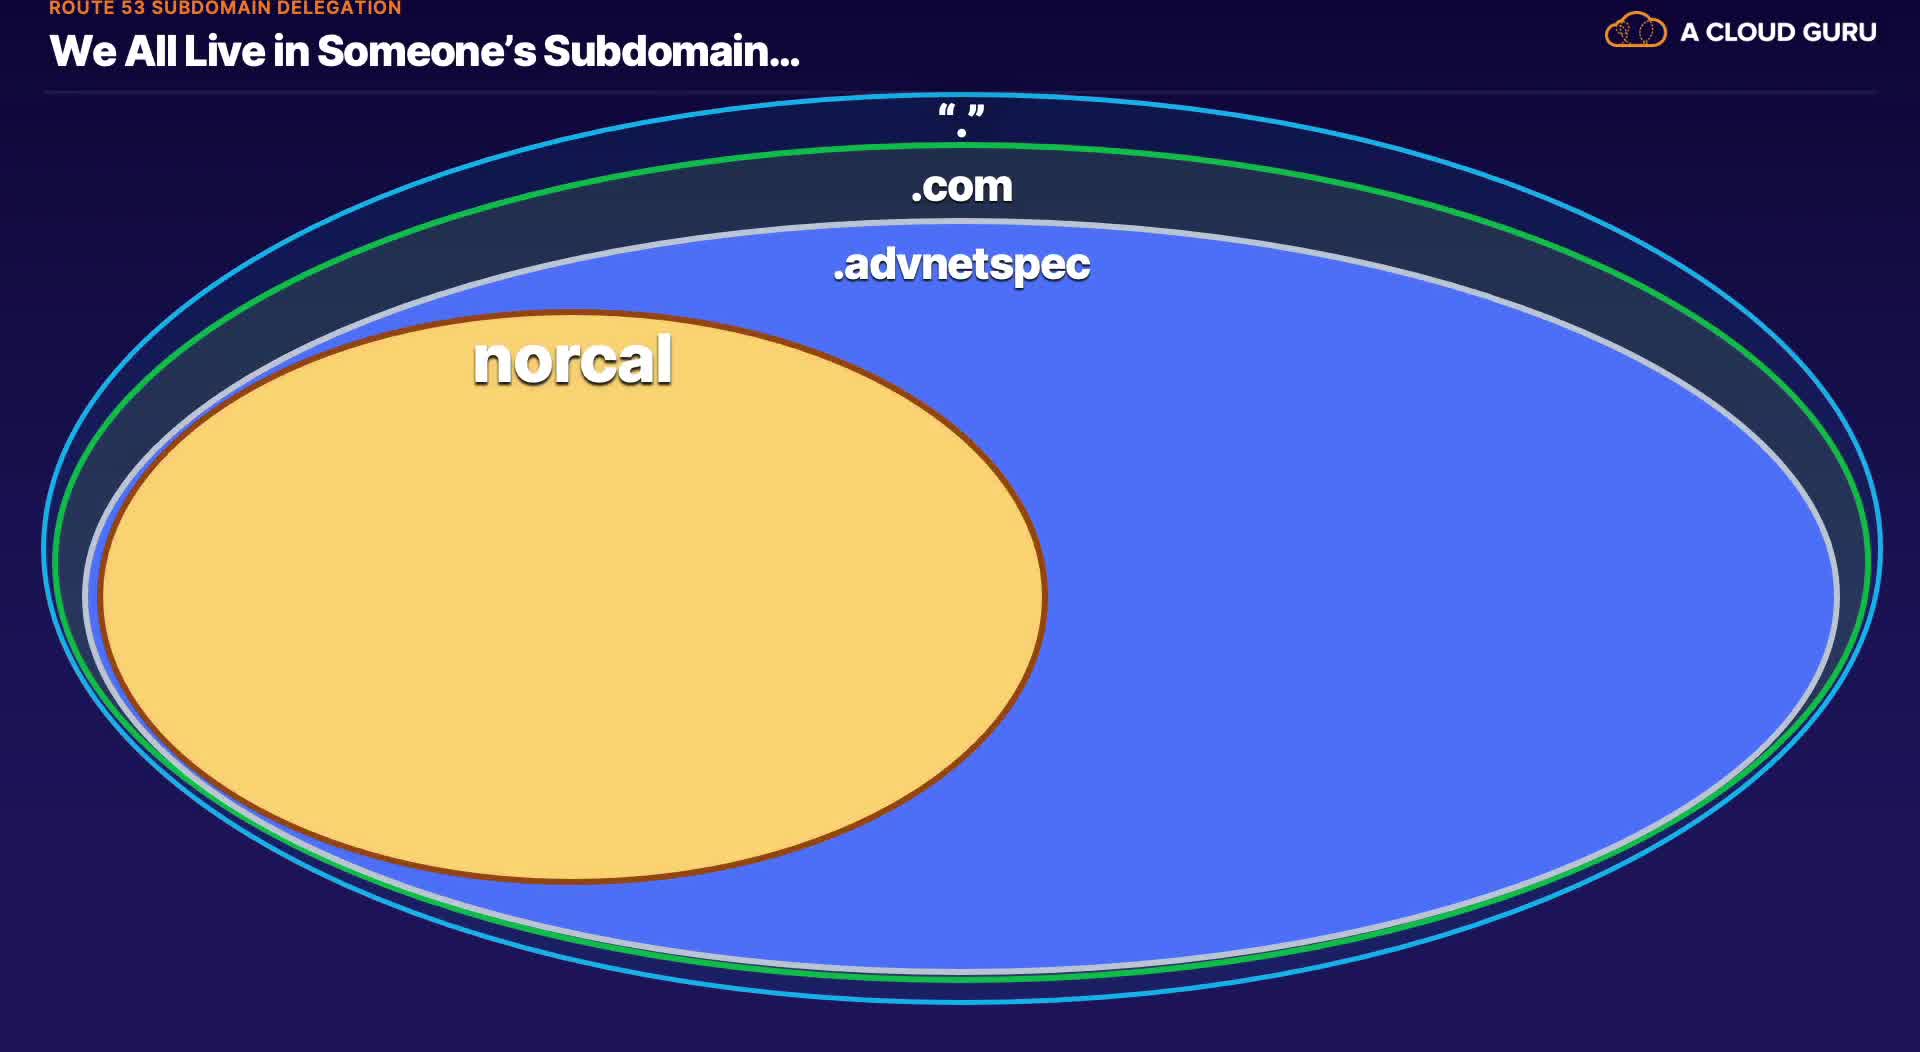 ROUTE 53 SUBDOMAIN DELEGATION
We All Live in Someone’s Subdomain...
A CLOUD GURU
“.”
.com
.advnetspec
norcal